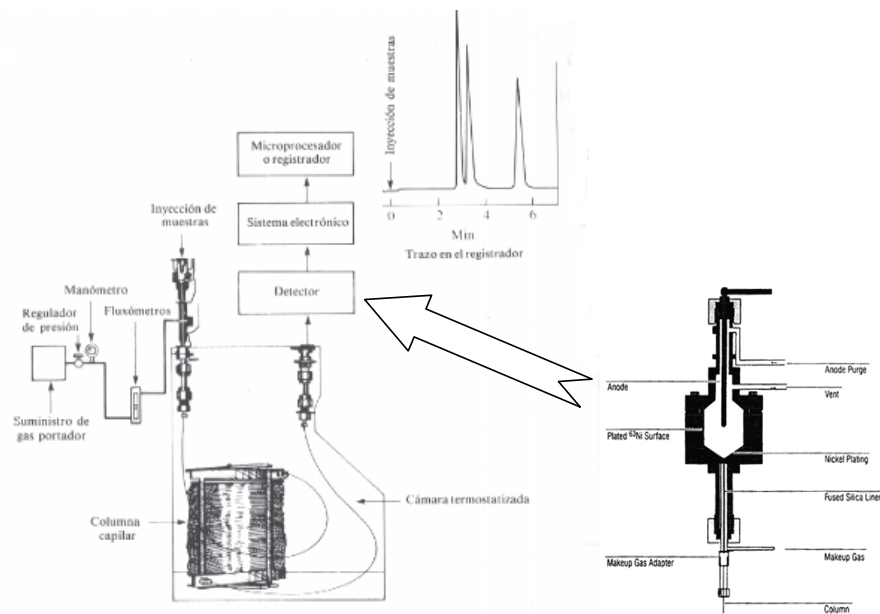 Microprocesador
o registrador
Sistema electrónico
Detector
Inyección de
muestras
Manómetro
Regulador
de presión
Fluxómetros
Suministro de
gas portador
Columna
capilar
Cámara termostatizada
Inyección de muestras
0 2 4 6
Min
Trazo en el registrador
Anode Purge
Anode
Vent
Plated ⁶³Ni Surface
Nickel Plating
Fused Silica Liner
Makeup Gas Adapter
Makeup Gas
Column